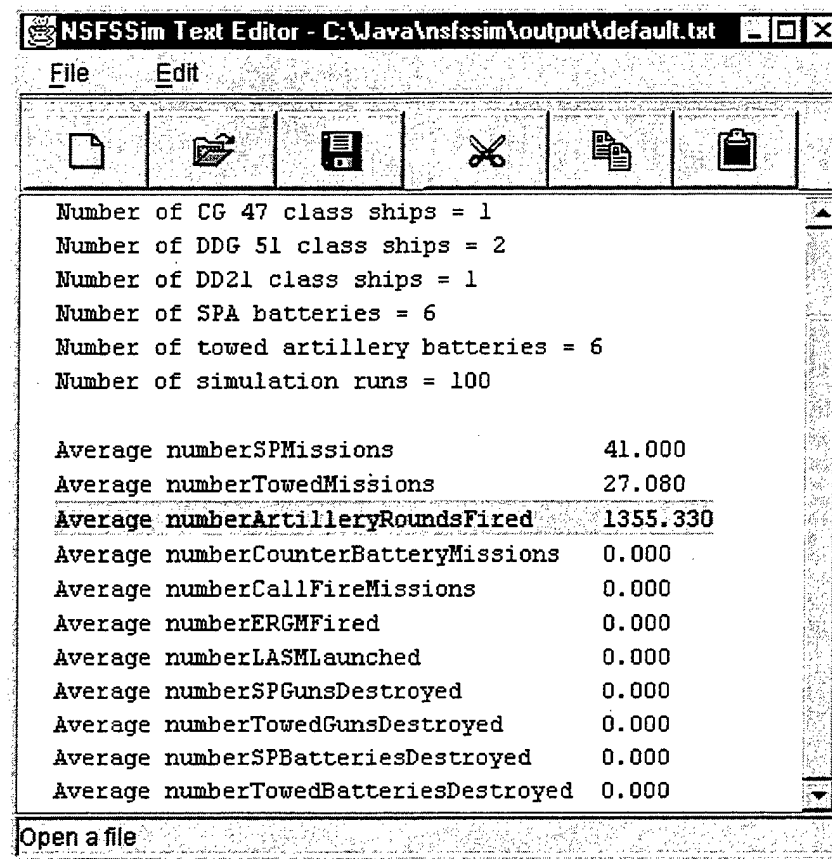 NSFSSim Text Editor - C:\Java\nsfssim\output\default.txt
File Edit
Number of CG 47 class ships = 1
Number of DDG 51 class ships = 2
Number of DD21 class ships = 1
Number of SPA batteries = 6
Number of towed artillery batteries = 6
Number of simulation runs = 100
Average numberSPMissions 41.000
Average numberTowedMissions 27.080
Average numberArtilleryRoundsFired 1355.330
Average numberCounterBatteryMissions 0.000
Average numberCallFireMissions 0.000
Average numberERGMFired 0.000
Average numberLASMLaunched 0.000
Average numberSPGunsDestroyed 0.000
Average numberTowedGunsDestroyed 0.000
Average numberSPBatteriesDestroyed 0.000
Average numberTowedBatteriesDestroyed 0.000
Open a file